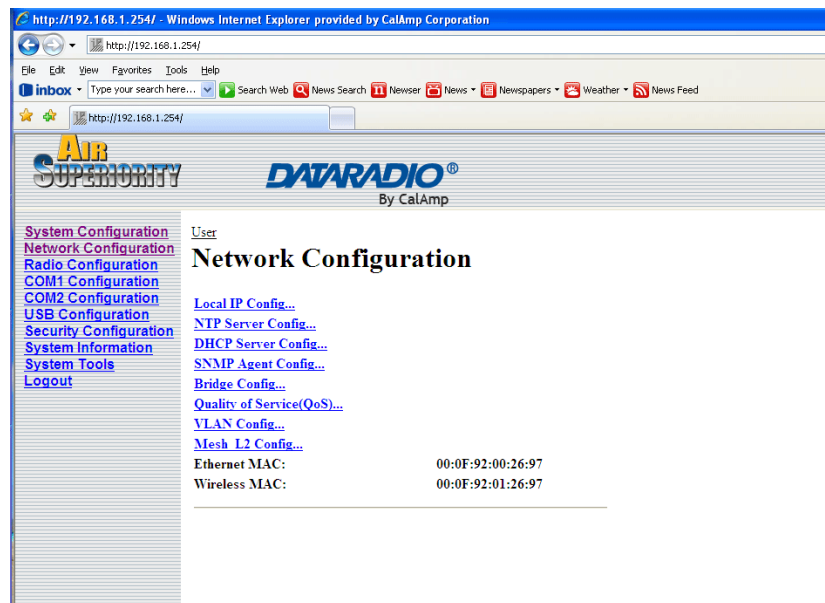 http://192.168.1.254/ - Windows Internet Explorer provided by CalAmp Corporation
http://192.168.1.254/
File Edit View Favorites Tools Help
inbox Type your search here... Search Web News Search Newser News Newspapers Weather News Feed
http://192.168.1.254/
AIR
SUPERIORITY
DATARADIO®
By CalAmp
System Configuration
Network Configuration
Radio Configuration
COM1 Configuration
COM2 Configuration
USB Configuration
Security Configuration
System Information
System Tools
Logout
User
Network Configuration
Local IP Config...
NTP Server Config...
DHCP Server Config...
SNMP Agent Config...
Bridge Config...
Quality of Service(QoS)...
VLAN Config...
Mesh L2 Config...
Ethernet MAC: 00:0F:92:00:26:97
Wireless MAC: 00:0F:92:01:26:97